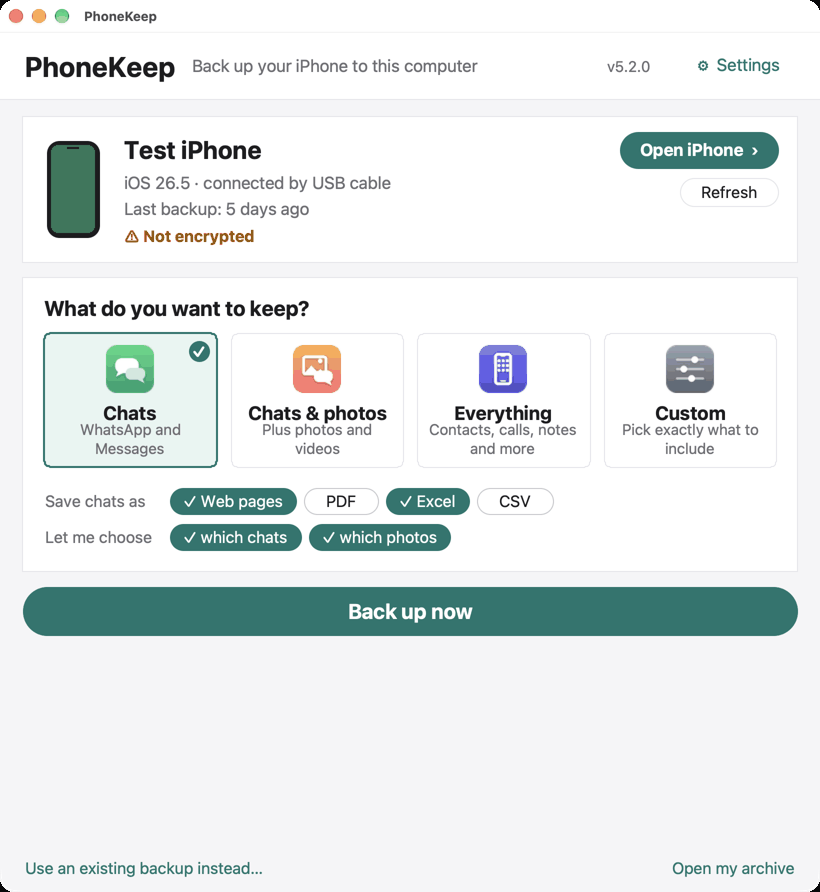 PhoneKeep
PhoneKeep Back up your iPhone to this computer v5.2.0 ⚙ Settings
Test iPhone
Open iPhone ›
iOS 26.5 · connected by USB cable
Refresh
Last backup: 5 days ago
⚠ Not encrypted
What do you want to keep?
Chats
WhatsApp and
Messages
Chats & photos
Plus photos and
videos
Everything
Contacts, calls, notes
and more
Custom
Pick exactly what to
include
Save chats as ✓ Web pages PDF ✓ Excel CSV
Let me choose ✓ which chats ✓ which photos
Back up now
Use an existing backup instead... Open my archive